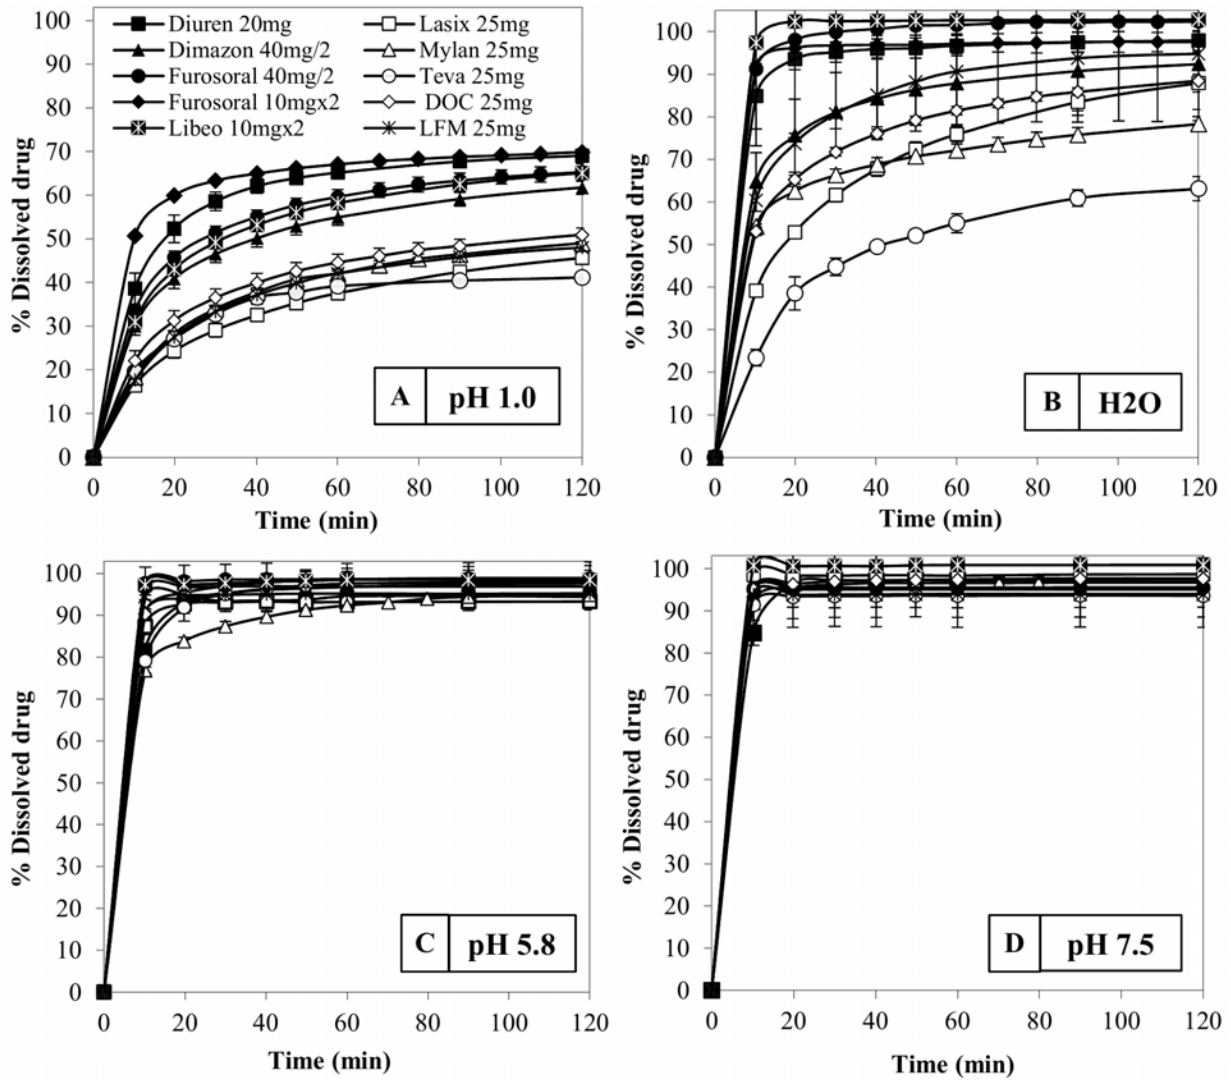 100
90
80
70
60
50
40
30
20
10
0
% Dissolved drug
Diuren 20mg
Dimazon 40mg/2
Furosoral 40mg/2
Furosoral 10mgx2
Libeo 10mgx2
Lasix 25mg
Mylan 25mg
Teva 25mg
DOC 25mg
LFM 25mg
A pH 1.0
0 20 40 60 80 100 120
Time (min)
100
90
80
70
60
50
40
30
20
10
0
% Dissolved drug
B H2O
0 20 40 60 80 100 120
Time (min)
100
90
80
70
60
50
40
30
20
10
0
% Dissolved drug
C pH 5.8
0 20 40 60 80 100 120
Time (min)
100
90
80
70
60
50
40
30
20
10
0
% Dissolved drug
D pH 7.5
0 20 40 60 80 100 120
Time (min)